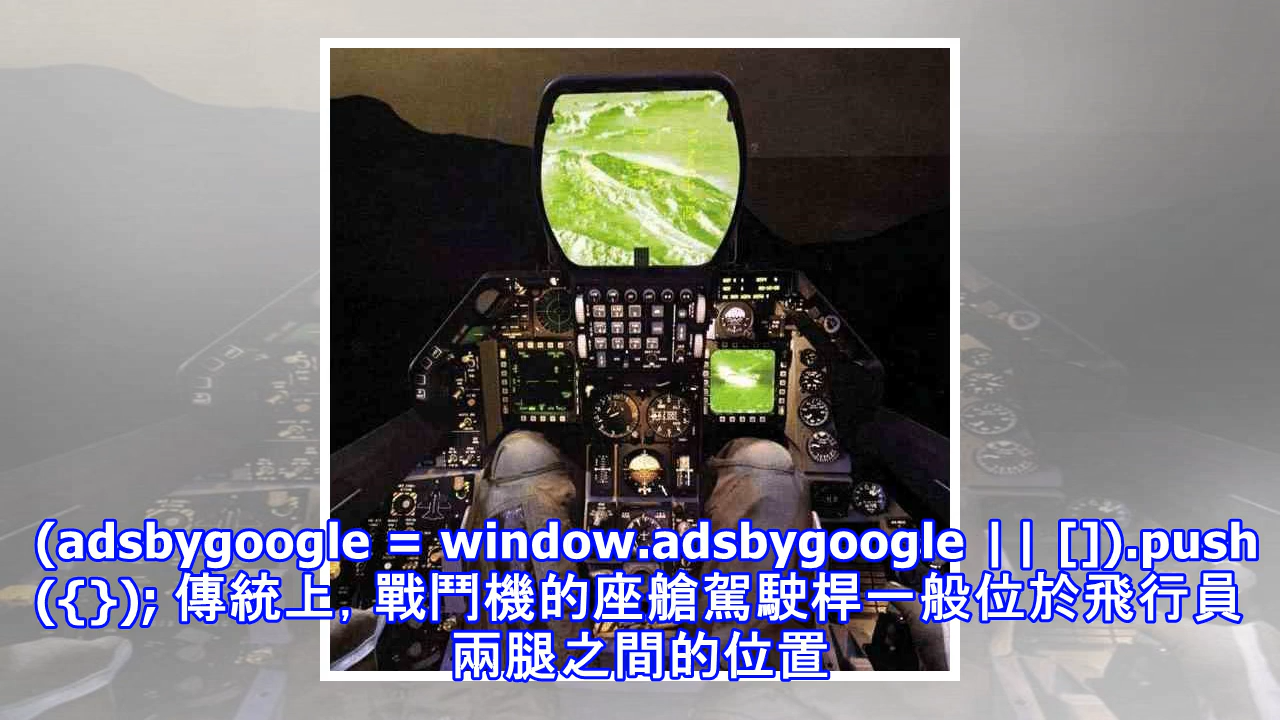 (adsbygoogle = window.adsbygoogle || []).push
({}); 傳統上, 戰鬥機的座艙駕駛桿一般位於飛行員
兩腿之間的位置